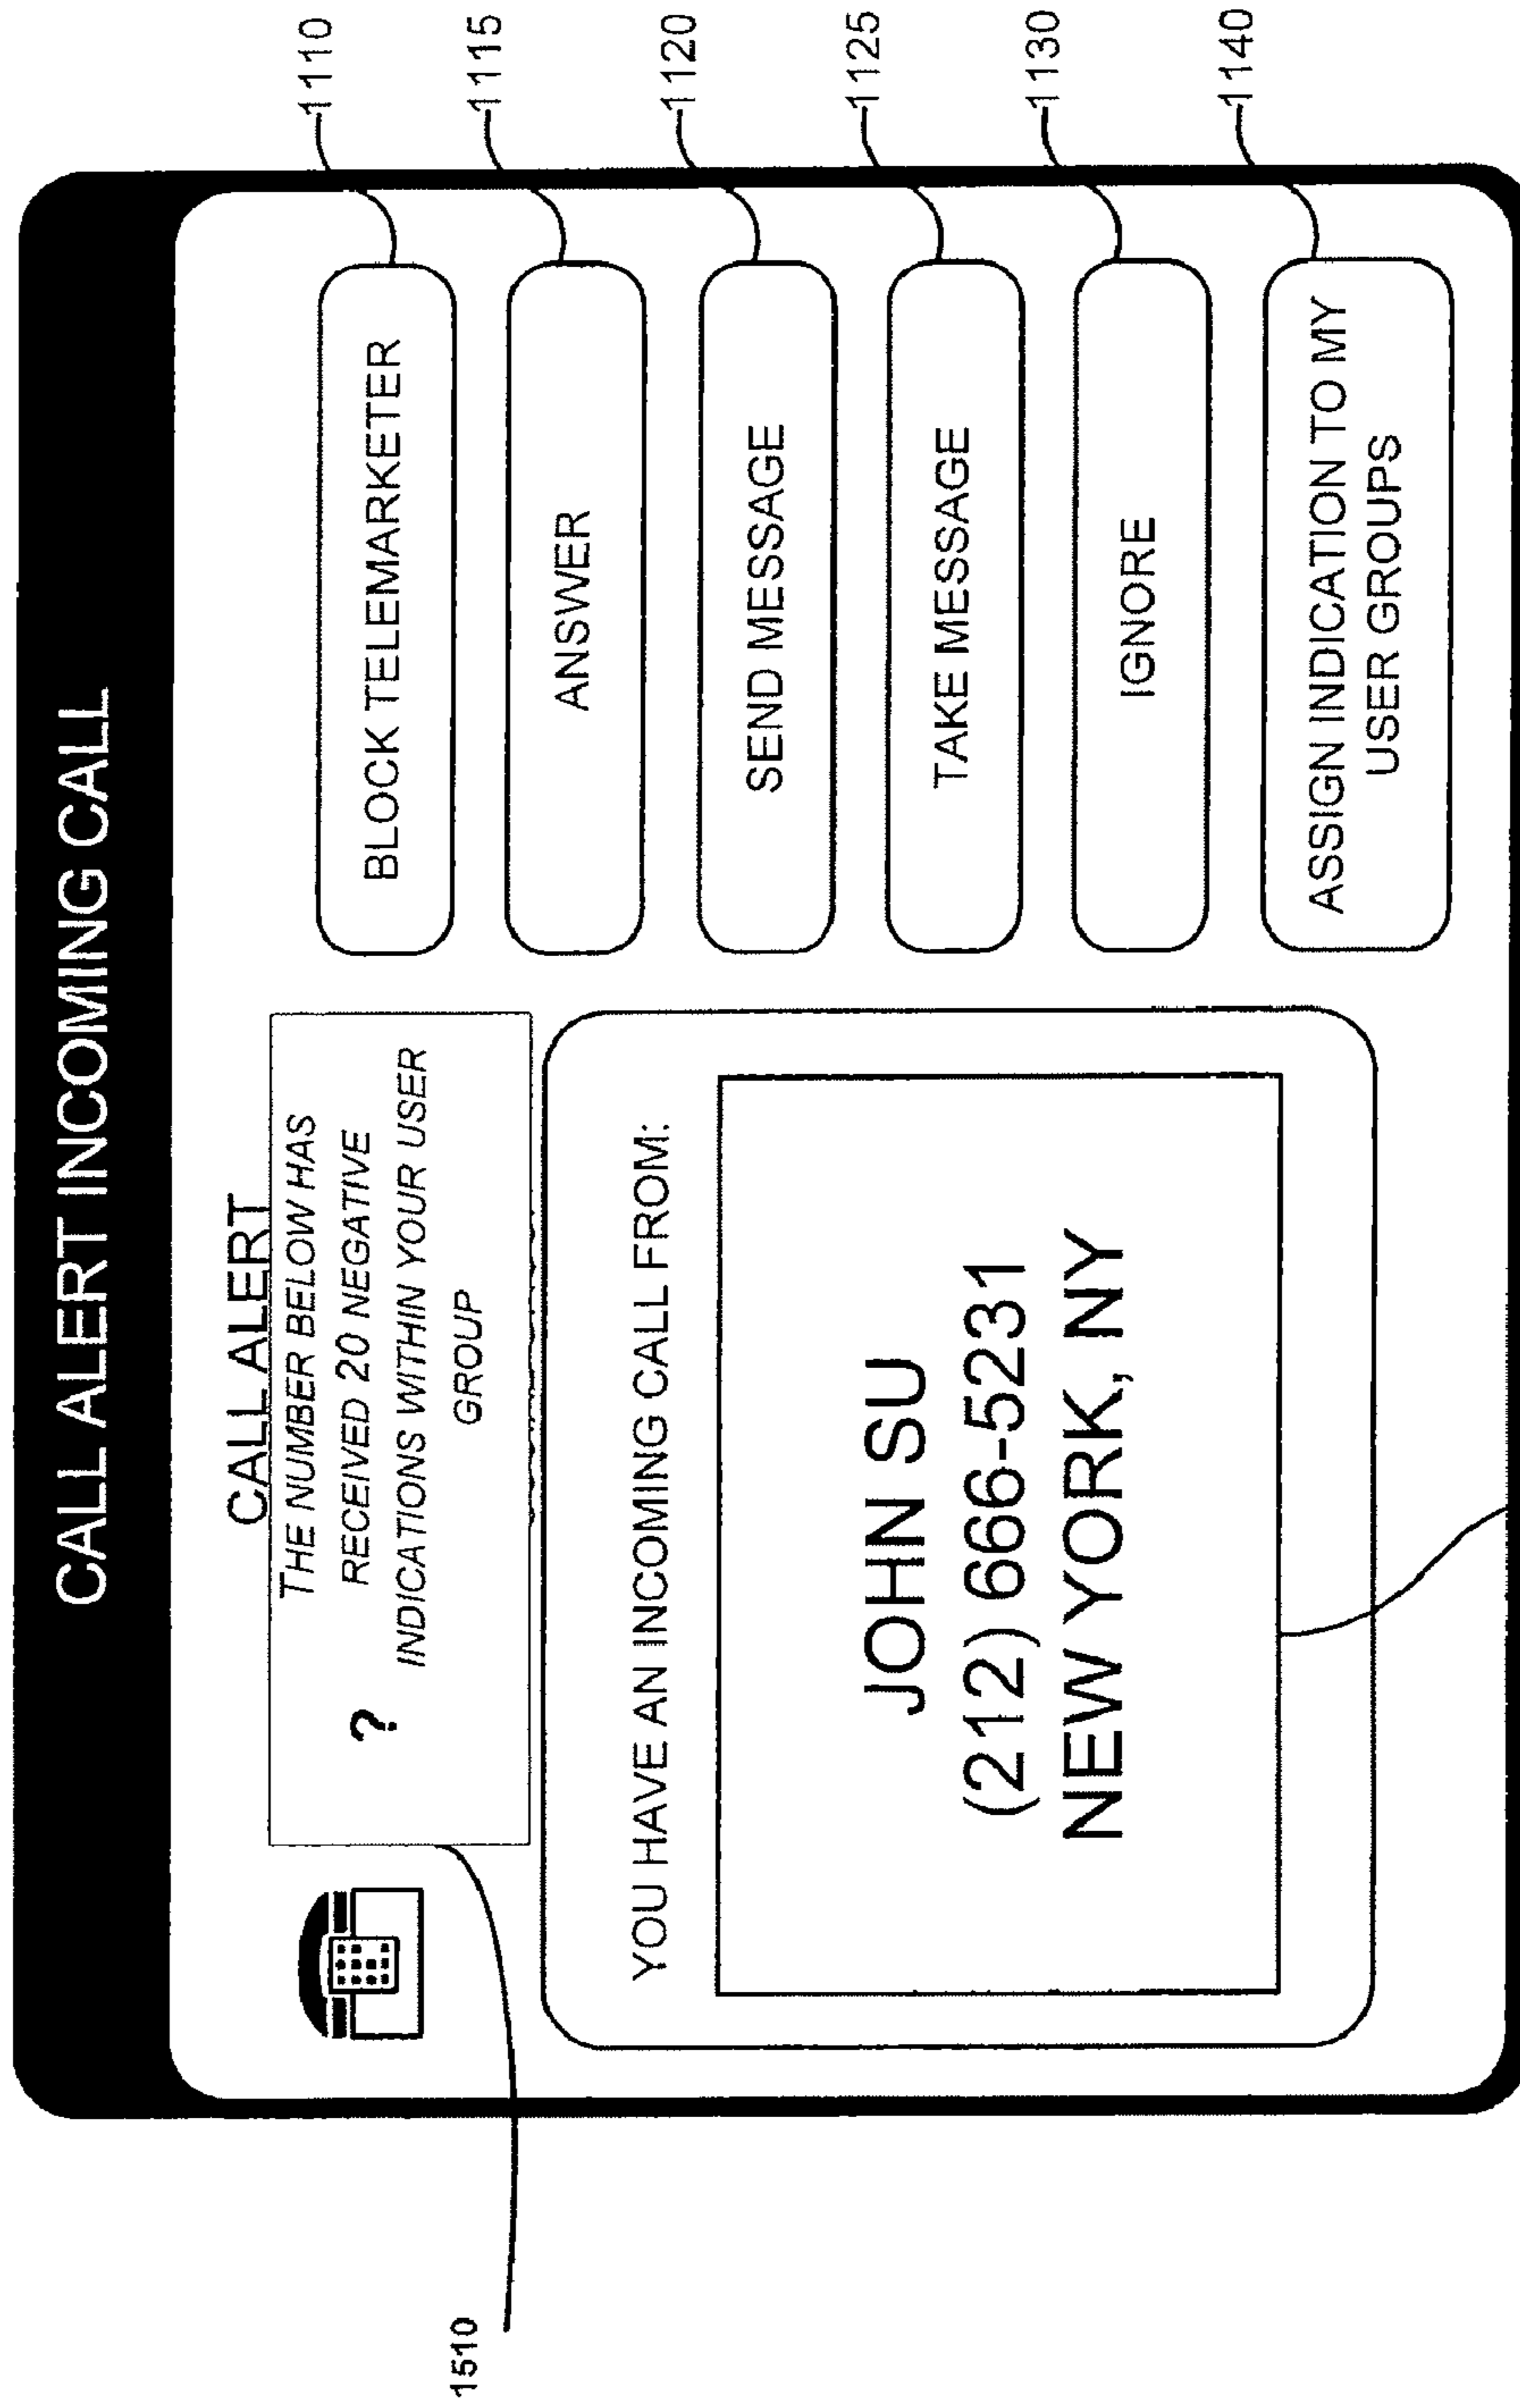 CALL ALERT INCOMING CALL
CALL ALERT
THE NUMBER BELOW HAS
RECEIVED 20 NEGATIVE
INDICATIONS WITHIN YOUR USER
GROUP
?
1510
YOU HAVE AN INCOMING CALL FROM:
JOHN SU
(212) 666-5231
NEW YORK, NY
BLOCK TELEMARKETER
1110
ANSWER
1115
SEND MESSAGE
1120
TAKE MESSAGE
1125
IGNORE
1130
ASSIGN INDICATION TO MY
USER GROUPS
1140